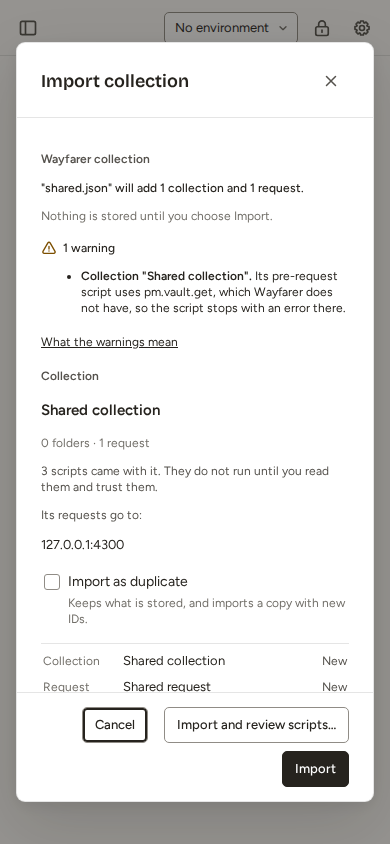 No environment
Import collection
Wayfarer collection
"shared.json" will add 1 collection and 1 request.
Nothing is stored until you choose Import.
1 warning
• Collection "Shared collection". Its pre-request
script uses pm.vault.get, which Wayfarer does
not have, so the script stops with an error there.
What the warnings mean
Collection
Shared collection
0 folders · 1 request
3 scripts came with it. They do not run until you read
them and trust them.
Its requests go to:
127.0.0.1:4300
Import as duplicate
Keeps what is stored, and imports a copy with new
IDs.
Collection Shared collection New
Request Shared request New
Cancel Import and review scripts...
Import